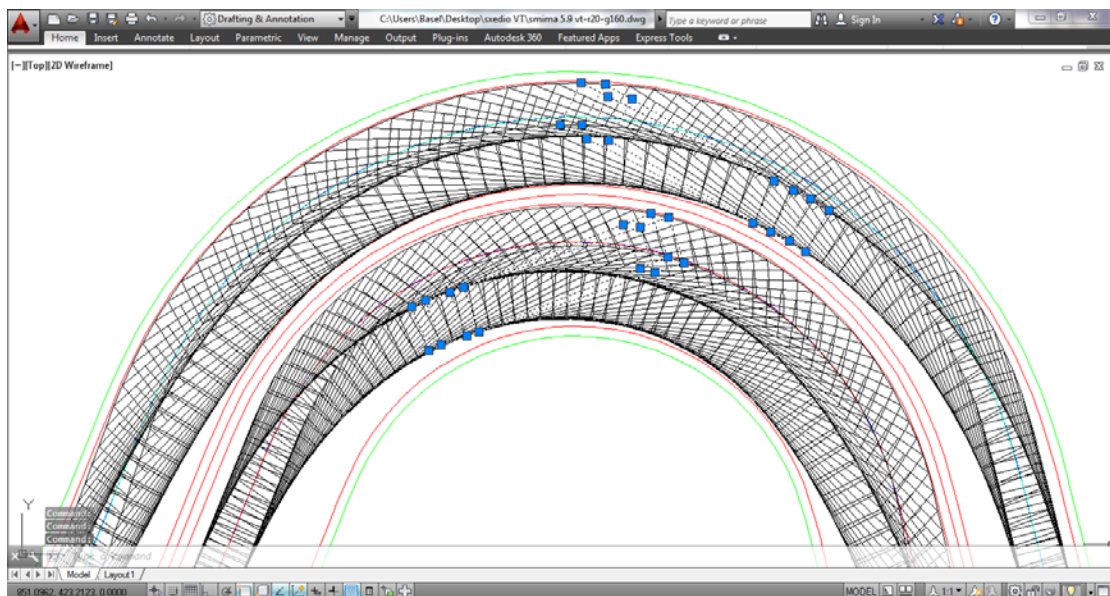 Drafting & Annotation
C:\Users\Basel\Desktop\sxedio VT\smima 5.9 vt-r20-g160.dwg
Type a keyword or phrase
Sign In
Home Insert Annotate Layout Parametric View Manage Output Plug-ins Autodesk 360 Featured Apps Express Tools
[−][Top][2D Wireframe]
Y
Command:
Command:
Command:
Model Layout1
851.0962, 423.2123, 0.0000 MODEL 1:1